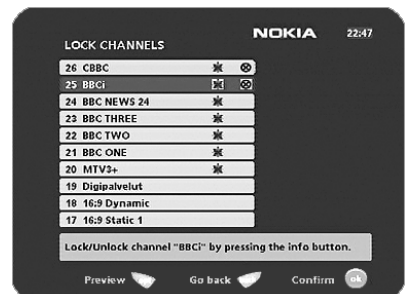 NOKIA 22:47
LOCK CHANNELS
26 CBBC
25 BBCi
24 BBC NEWS 24
23 BBC THREE
22 BBC TWO
21 BBC ONE
20 MTV3+
19 Digipalvelut
18 16:9 Dynamic
17 16:9 Static 1
Lock/Unlock channel "BBCi" by pressing the info button.
Preview Go back Confirm ok